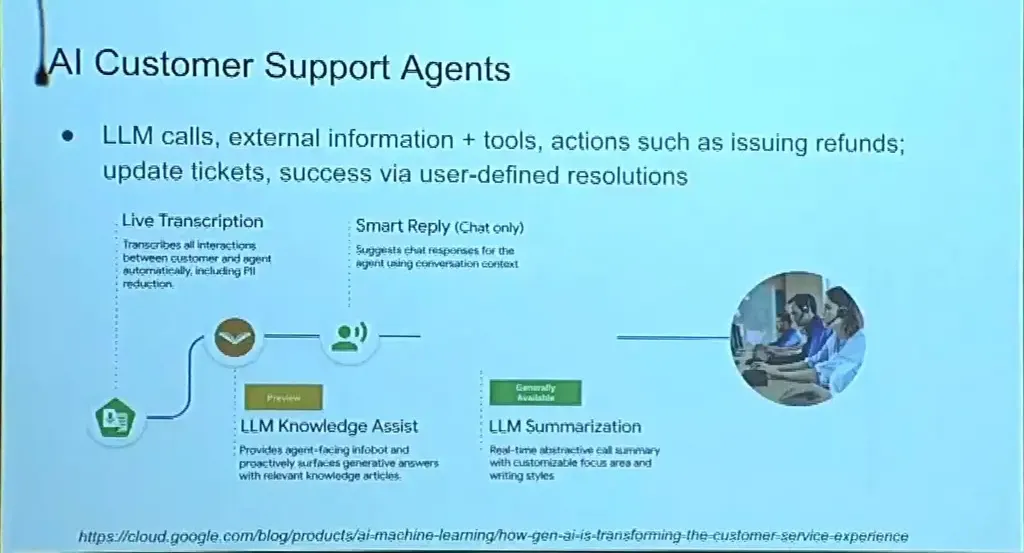 AI Customer Support Agents
● LLM calls, external information + tools, actions such as issuing refunds;
update tickets, success via user-defined resolutions
Live Transcription
Transcribes all interactions
between customer and agent
automatically, including PII
reduction.
Smart Reply (Chat only)
Suggests chat responses for the
agent using conversation context
Preview
LLM Knowledge Assist
Provides agent-facing infobot and
proactively surfaces generative answers
with relevant knowledge articles.
Generally
Available
LLM Summarization
Real-time abstractive call summary
with customizable focus area and
writing styles
https://cloud.google.com/blog/products/ai-machine-learning/how-gen-ai-is-transforming-the-customer-service-experience